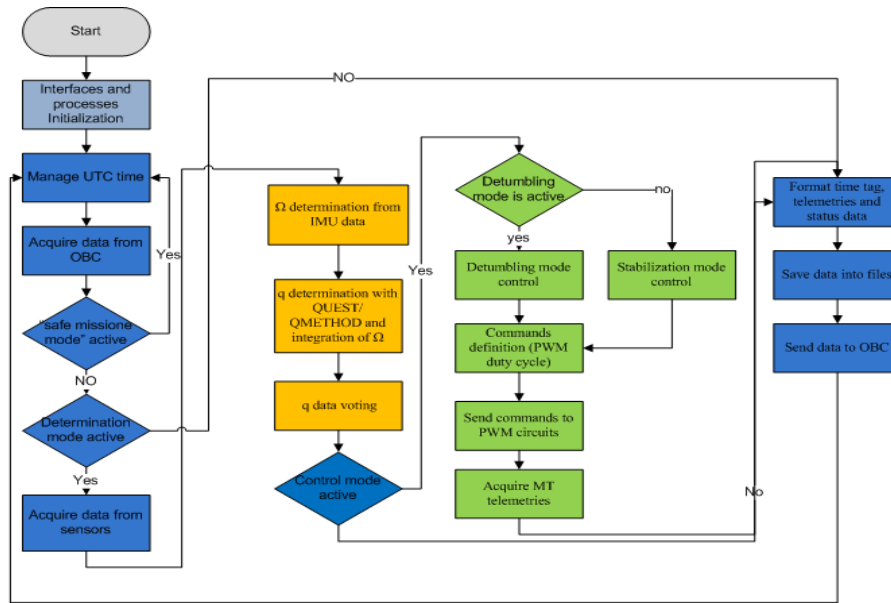 Start
Interfaces and
processes
Initialization
Manage UTC time
Acquire data from
OBC
Yes
"safe missione
mode" active
NO
Determination
mode active
Yes
Acquire data from
sensors
NO
Ω determination from
IMU data
q determination with
QUEST/
QMETHOD and
integration of Ω
q data voting
Control mode
active
Yes
Detumbling
mode is active
no
yes
Detumbling mode
control
Stabilization mode
control
Commands
definition (PWM
duty cycle)
Send commands to
PWM circuits
Acquire MT
telemetries
No
Format time tag,
telemetries and
status data
Save data into files
Send data to OBC